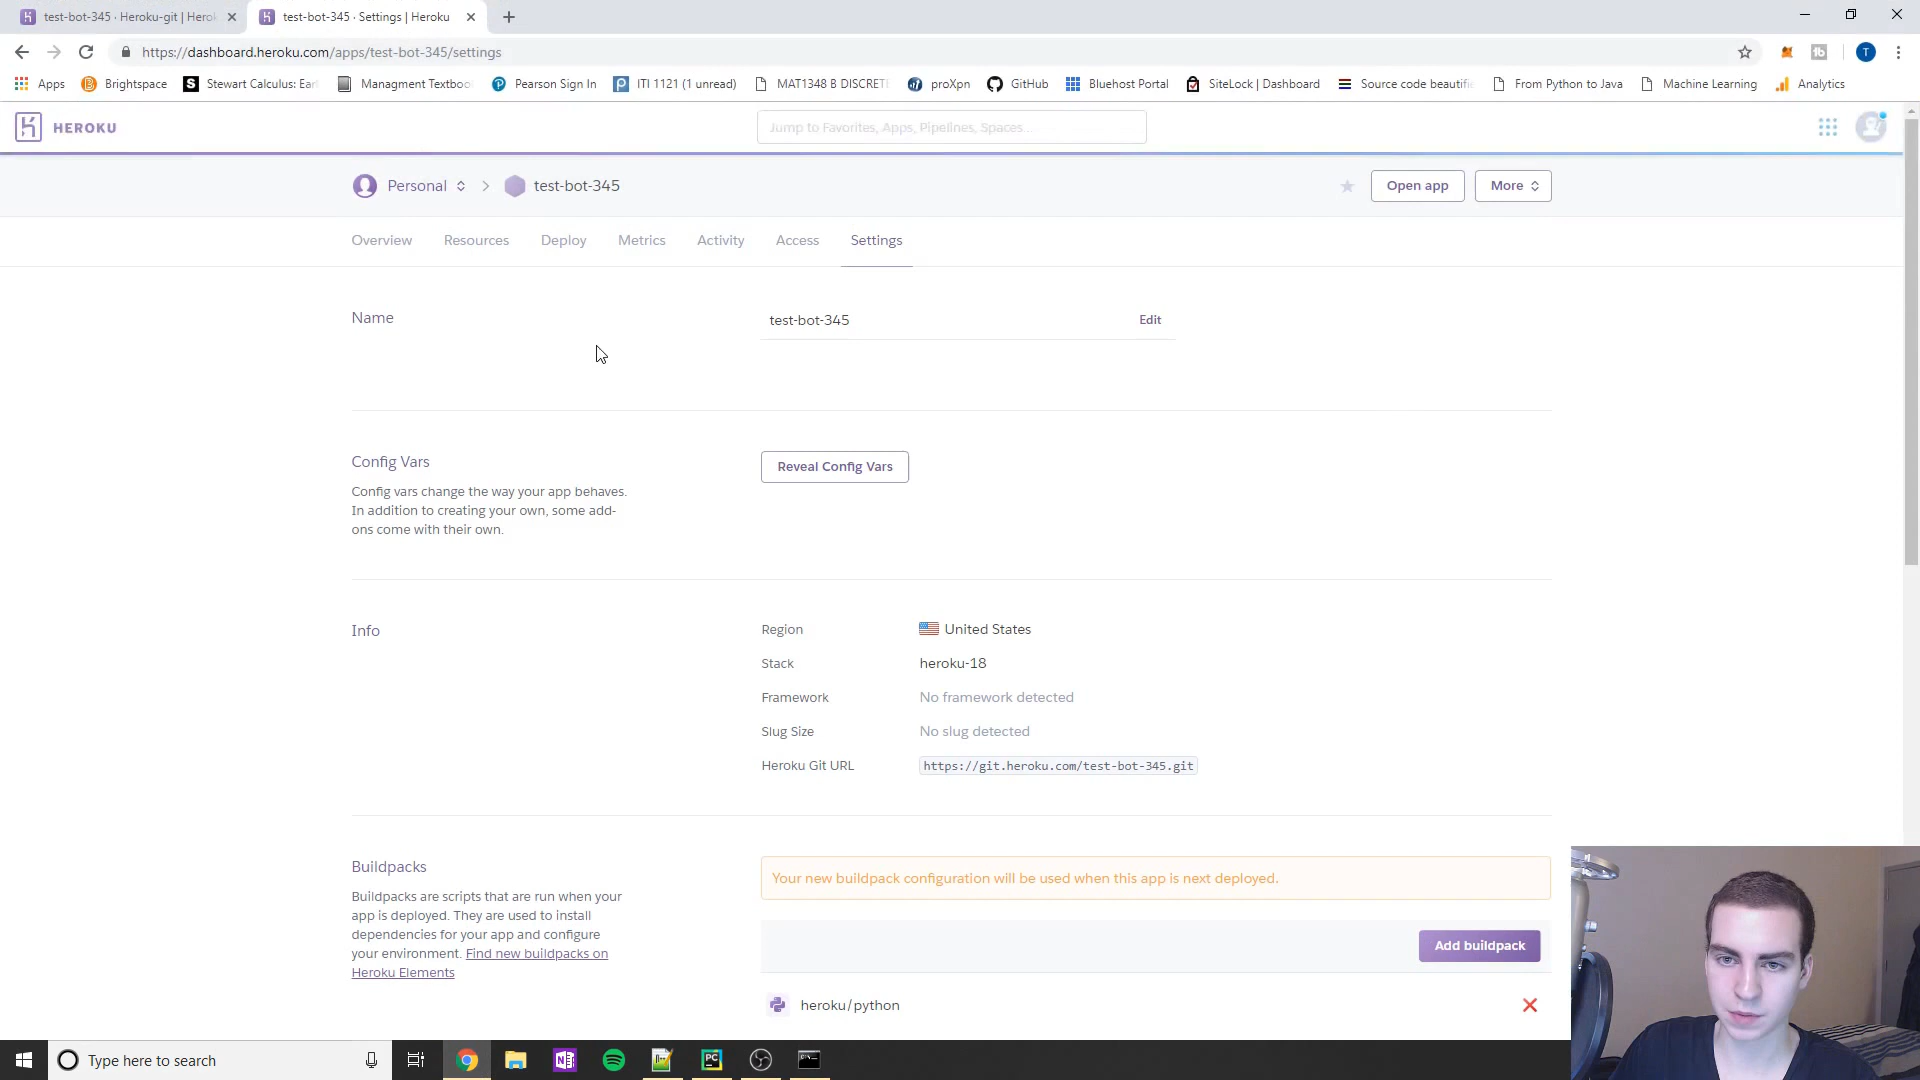 test-bot-345 · Heroku-git | Herok
test-bot-345 · Settings | Heroku
https://dashboard.heroku.com/apps/test-bot-345/settings
T
Apps
Brightspace
Stewart Calculus: Earl
Managment Textbook
Pearson Sign In
ITI 1121 (1 unread)
MAT1348 B DISCRETE
proXpn
GitHub
Bluehost Portal
SiteLock | Dashboard
Source code beautifie
From Python to Java
Machine Learning
Analytics
HEROKU
Jump to Favorites, Apps, Pipelines, Spaces...
Personal
test-bot-345
Open app
More
Overview
Resources
Deploy
Metrics
Activity
Access
Settings
Name
test-bot-345
Edit
Config Vars
Reveal Config Vars
Config vars change the way your app behaves.
In addition to creating your own, some add-
ons come with their own.
Info
Region
United States
Stack
heroku-18
Framework
No framework detected
Slug Size
No slug detected
Heroku Git URL
https://git.heroku.com/test-bot-345.git
Buildpacks
Your new buildpack configuration will be used when this app is next deployed.
Buildpacks are scripts that are run when your
app is deployed. They are used to install
dependencies for your app and configure
your environment. Find new buildpacks on
Heroku Elements
Add buildpack
heroku/python
Type here to search